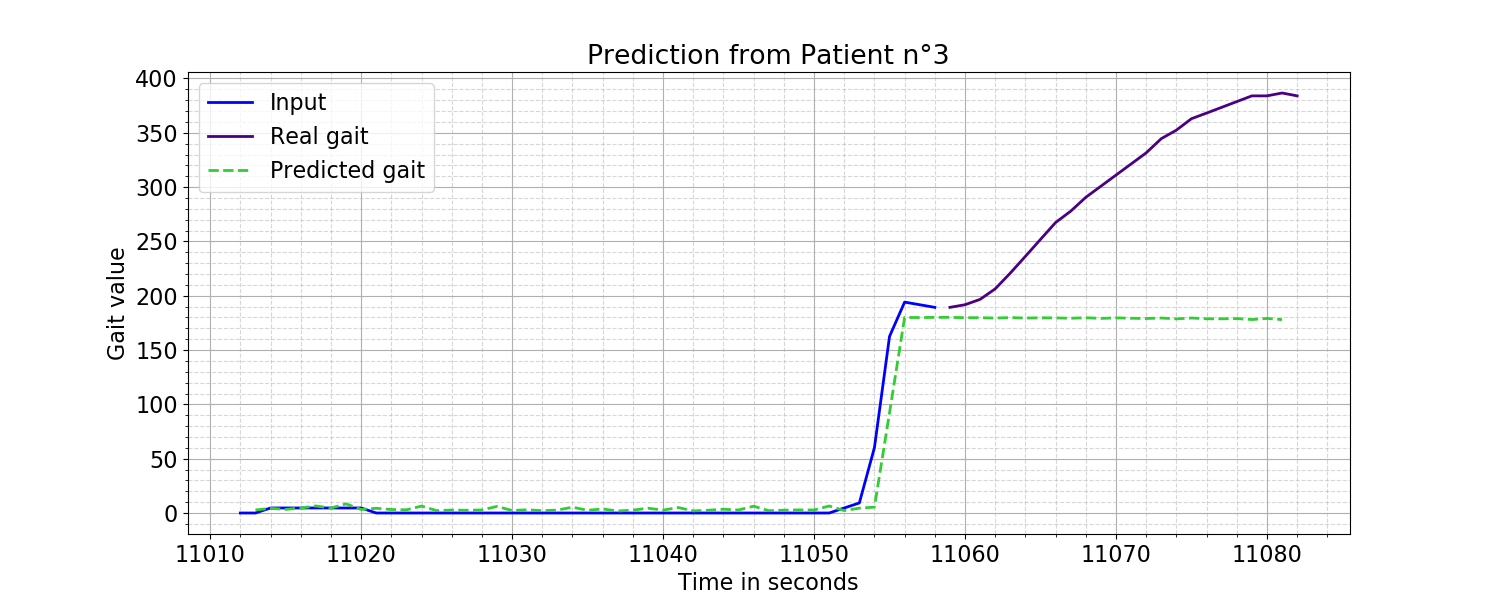 Prediction from Patient n°3
Input
Real gait
Predicted gait
Gait value
400
350
300
250
200
150
100
50
0
11010 11020 11030 11040 11050 11060 11070 11080
Time in seconds